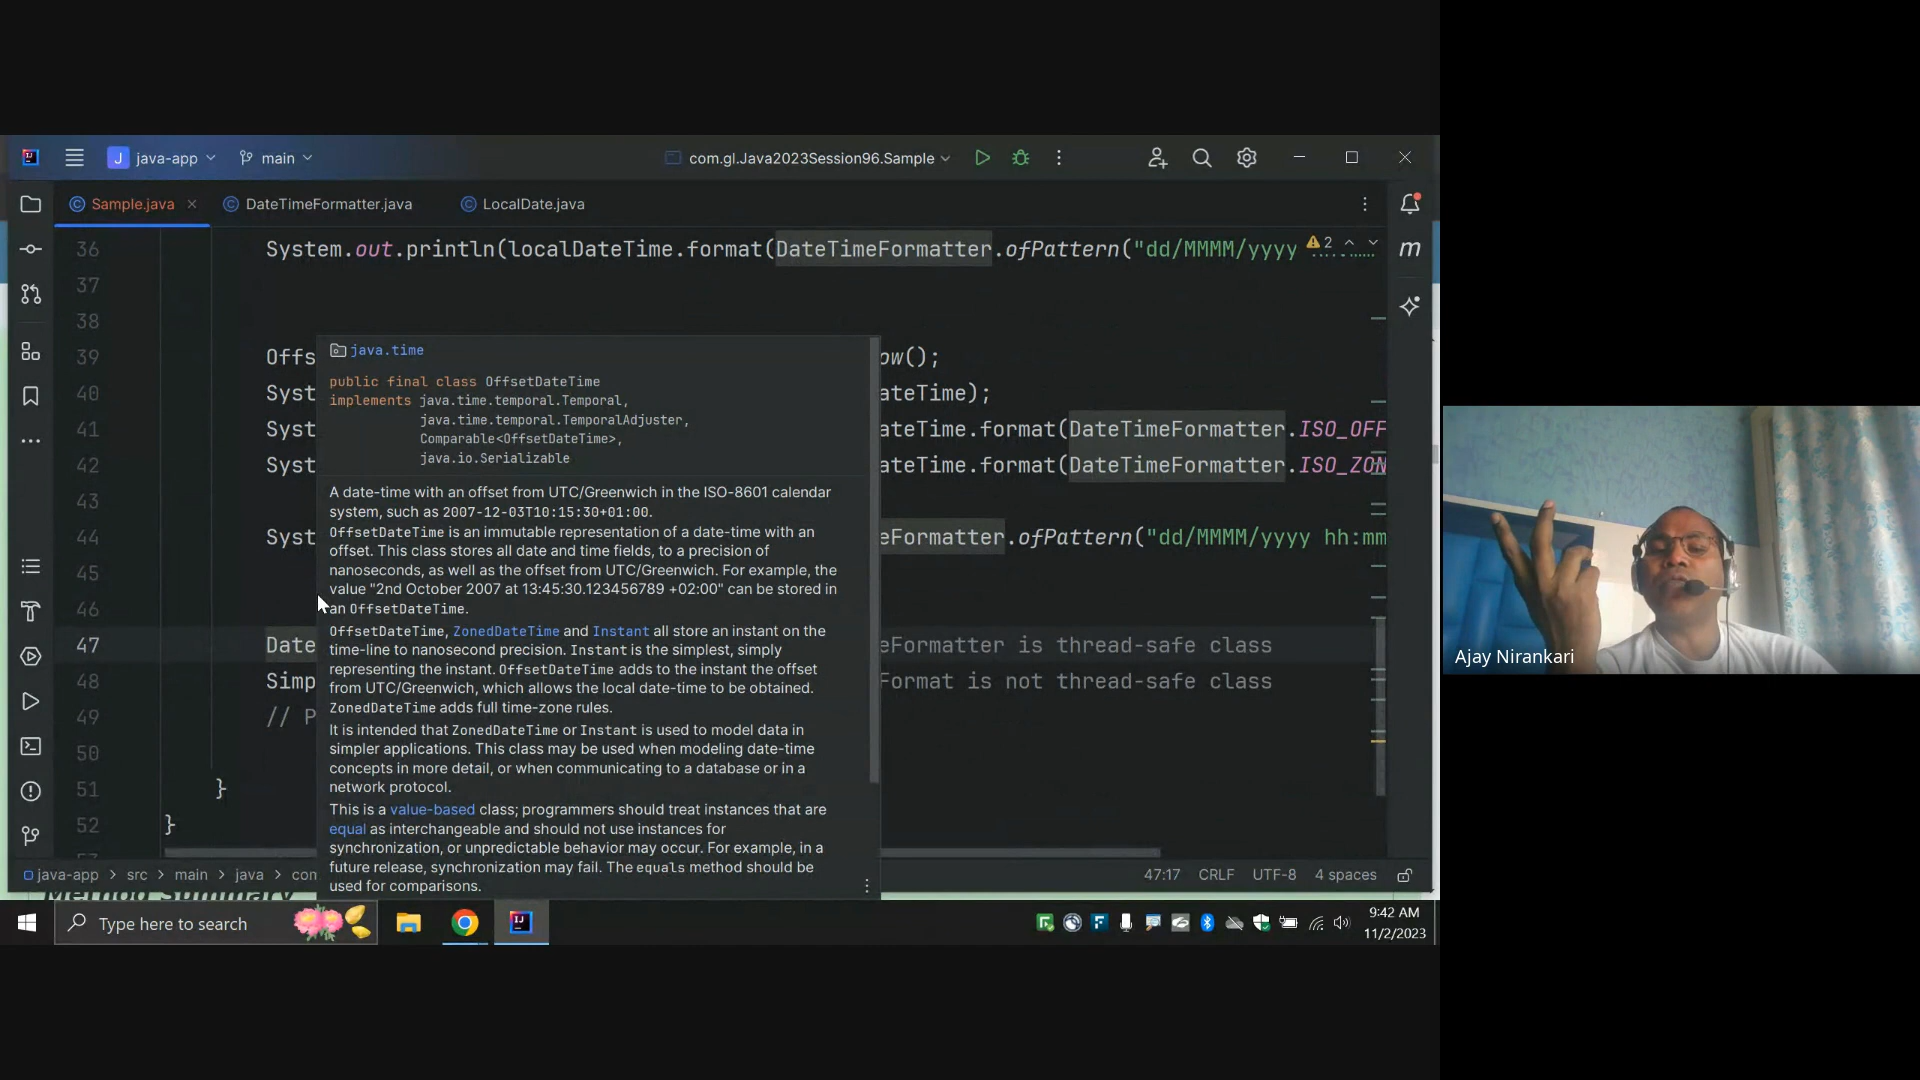 J java-app main com.gl.Java2023Session96.Sample
Sample.java DateTimeFormatter.java LocalDate.java
36 System.out.println(localDateTime.format(DateTimeFormatter.ofPattern("dd/MMMM/yyyy 2
m
37
38
39 Offs ow();
40 Syst ateTime);
41 Syst ateTime.format(DateTimeFormatter.ISO_OFF
42 Syst ateTime.format(DateTimeFormatter.ISO_ZON
43
44 Syst eFormatter.ofPattern("dd/MMMM/yyyy hh:mm
45
46
47 Date eFormatter is thread-safe class
48 Simp Format is not thread-safe class
49 // P
50
51 }
52 }
java.time
public final class OffsetDateTime
implements java.time.temporal.Temporal,
java.time.temporal.TemporalAdjuster,
Comparable<OffsetDateTime>,
java.io.Serializable
A date-time with an offset from UTC/Greenwich in the ISO-8601 calendar
system, such as 2007-12-03T10:15:30+01:00.
OffsetDateTime is an immutable representation of a date-time with an
offset. This class stores all date and time fields, to a precision of
nanoseconds, as well as the offset from UTC/Greenwich. For example, the
value "2nd October 2007 at 13:45:30.123456789 +02:00" can be stored in
an OffsetDateTime.
OffsetDateTime, ZonedDateTime and Instant all store an instant on the
time-line to nanosecond precision. Instant is the simplest, simply
representing the instant. OffsetDateTime adds to the instant the offset
from UTC/Greenwich, which allows the local date-time to be obtained.
ZonedDateTime adds full time-zone rules.
It is intended that ZonedDateTime or Instant is used to model data in
simpler applications. This class may be used when modeling date-time
concepts in more detail, or when communicating to a database or in a
network protocol.
This is a value-based class; programmers should treat instances that are
equal as interchangeable and should not use instances for
synchronization, or unpredictable behavior may occur. For example, in a
future release, synchronization may fail. The equals method should be
used for comparisons.
java-app > src > main > java > com 47:17 CRLF UTF-8 4 spaces
Method Summary
Type here to search
9:42 AM
11/2/2023
Ajay Nirankari